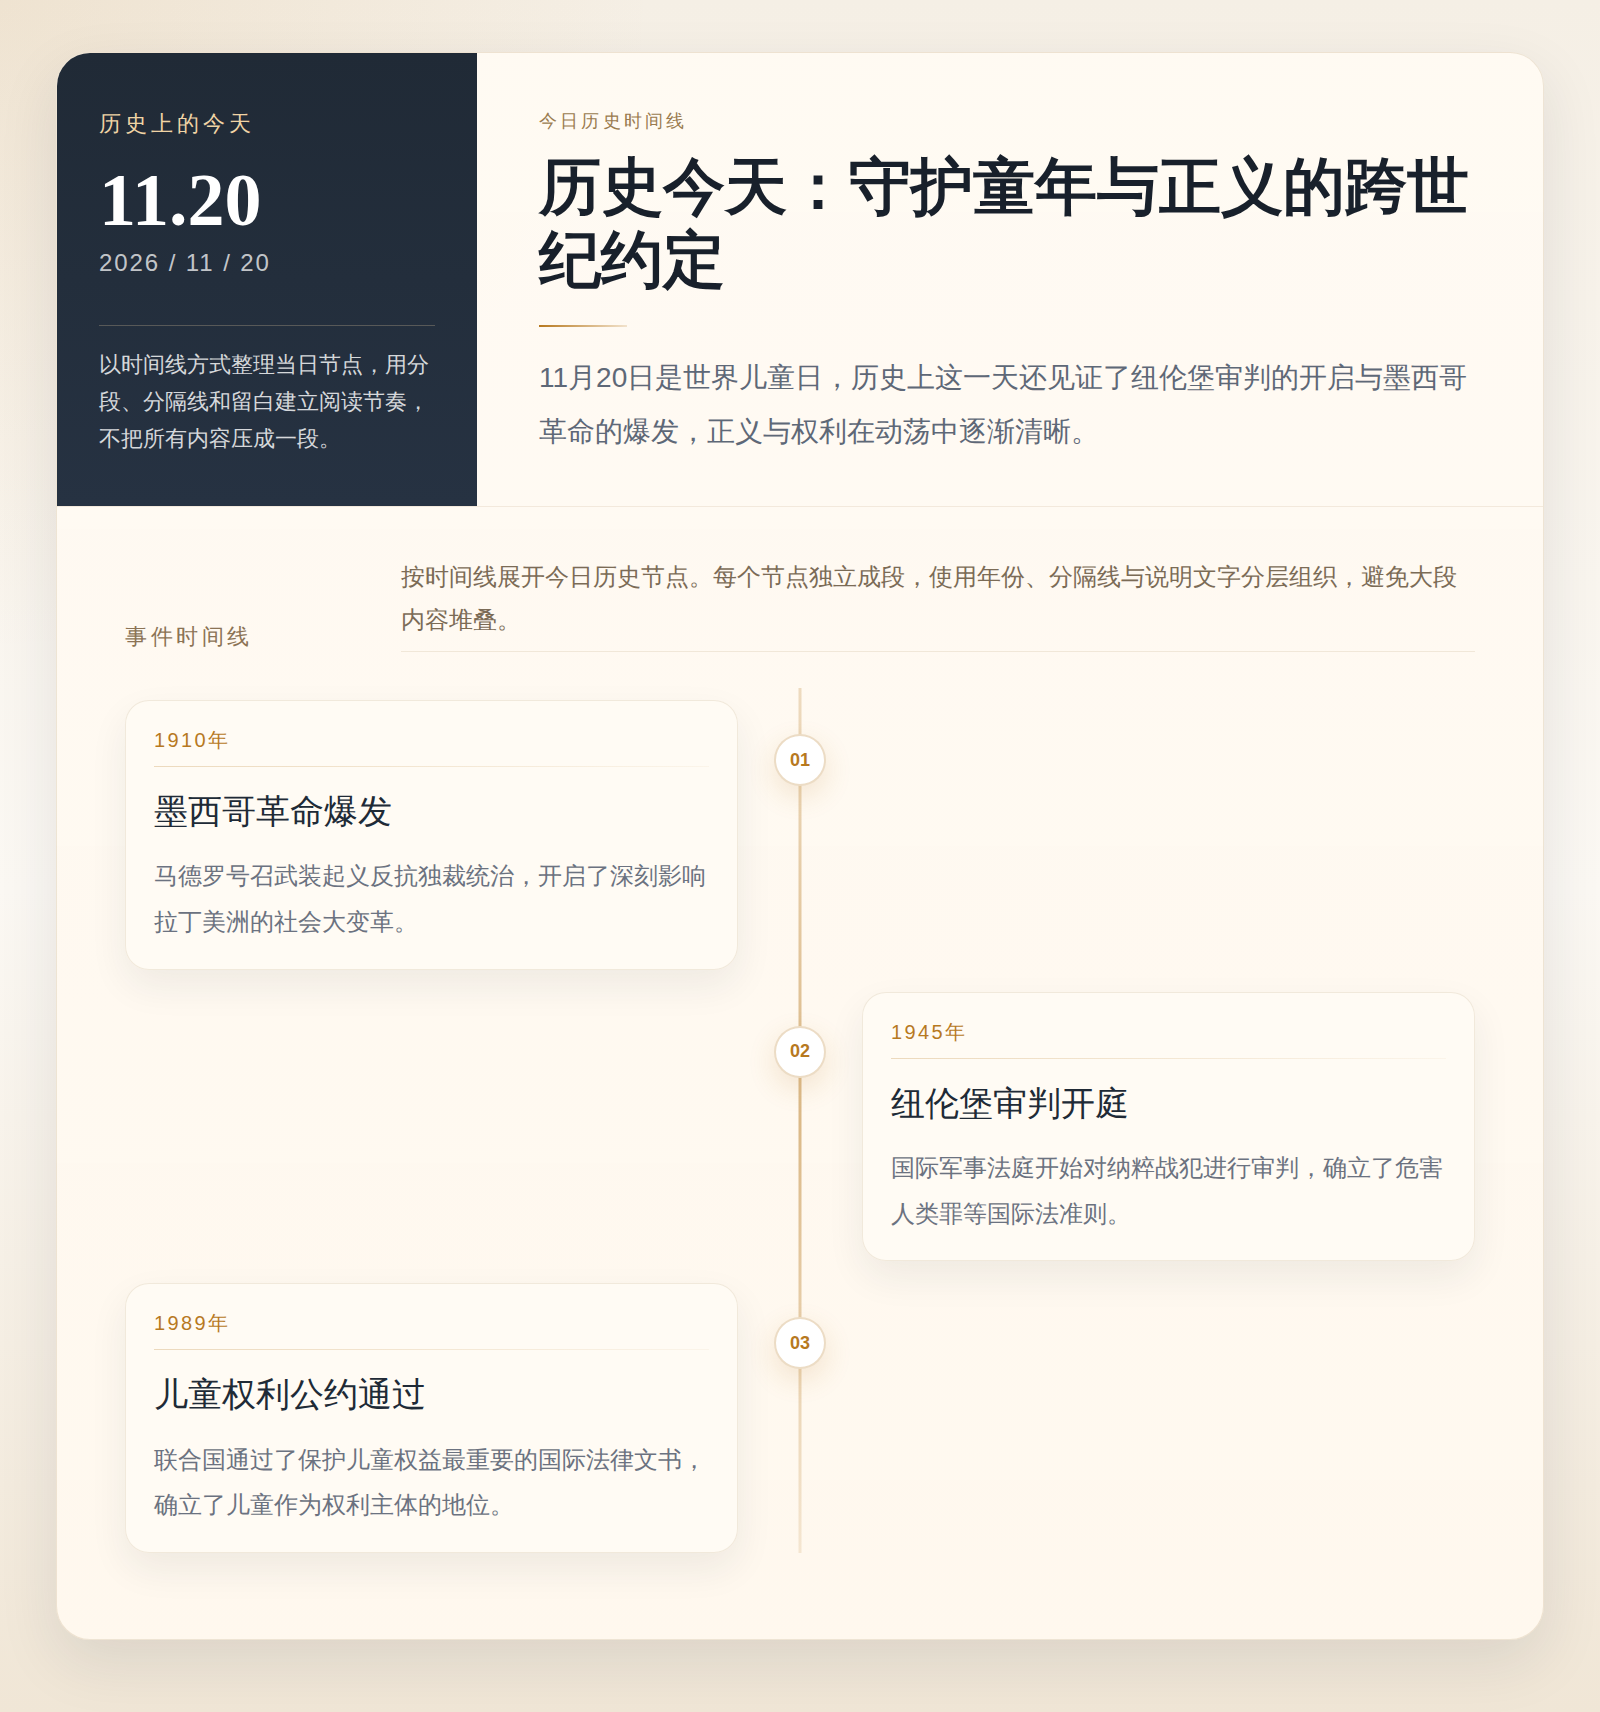 历史上的今天
11.20
2026 / 11 / 20
以时间线方式整理当日节点，用分
段、分隔线和留白建立阅读节奏，
不把所有内容压成一段。
今日历史时间线
历史今天：守护童年与正义的跨世
纪约定
11月20日是世界儿童日，历史上这一天还见证了纽伦堡审判的开启与墨西哥
革命的爆发，正义与权利在动荡中逐渐清晰。
事件时间线
按时间线展开今日历史节点。每个节点独立成段，使用年份、分隔线与说明文字分层组织，避免大段
内容堆叠。
1910年
墨西哥革命爆发
马德罗号召武装起义反抗独裁统治，开启了深刻影响
拉丁美洲的社会大变革。
01
02
1945年
纽伦堡审判开庭
国际军事法庭开始对纳粹战犯进行审判，确立了危害
人类罪等国际法准则。
1989年
儿童权利公约通过
联合国通过了保护儿童权益最重要的国际法律文书，
确立了儿童作为权利主体的地位。
03